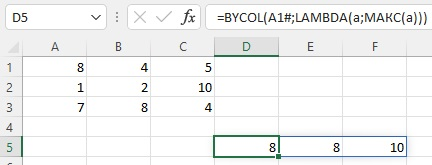 D5 fx =BYCOL(A1#;LAMBDA(a;МАКС(a)))
A B C D E F
1 8 4 5
2 1 2 10
3 7 8 4
4
5 8 8 10